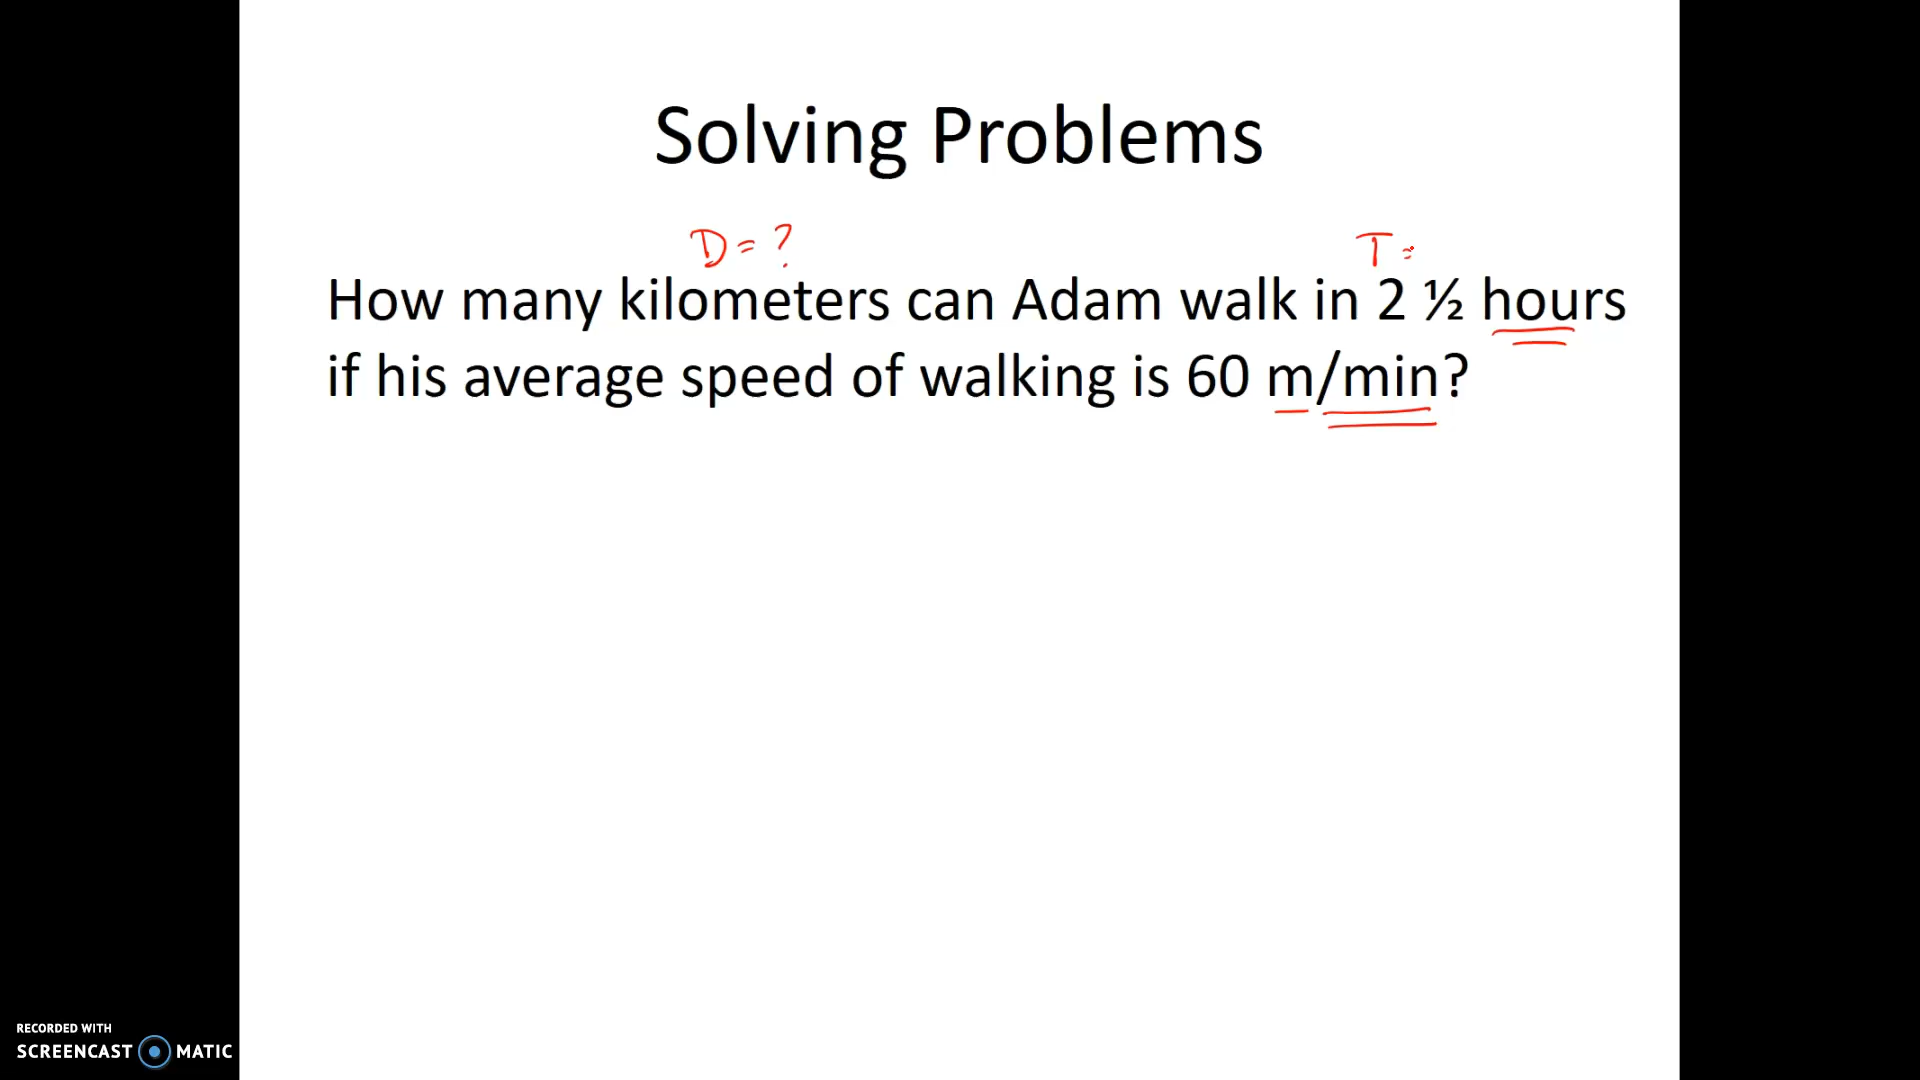 Solving Problems
D = ? T =
How many kilometers can Adam walk in 2 ½ hours
if his average speed of walking is 60 m/min?
RECORDED WITH
SCREENCAST MATIC